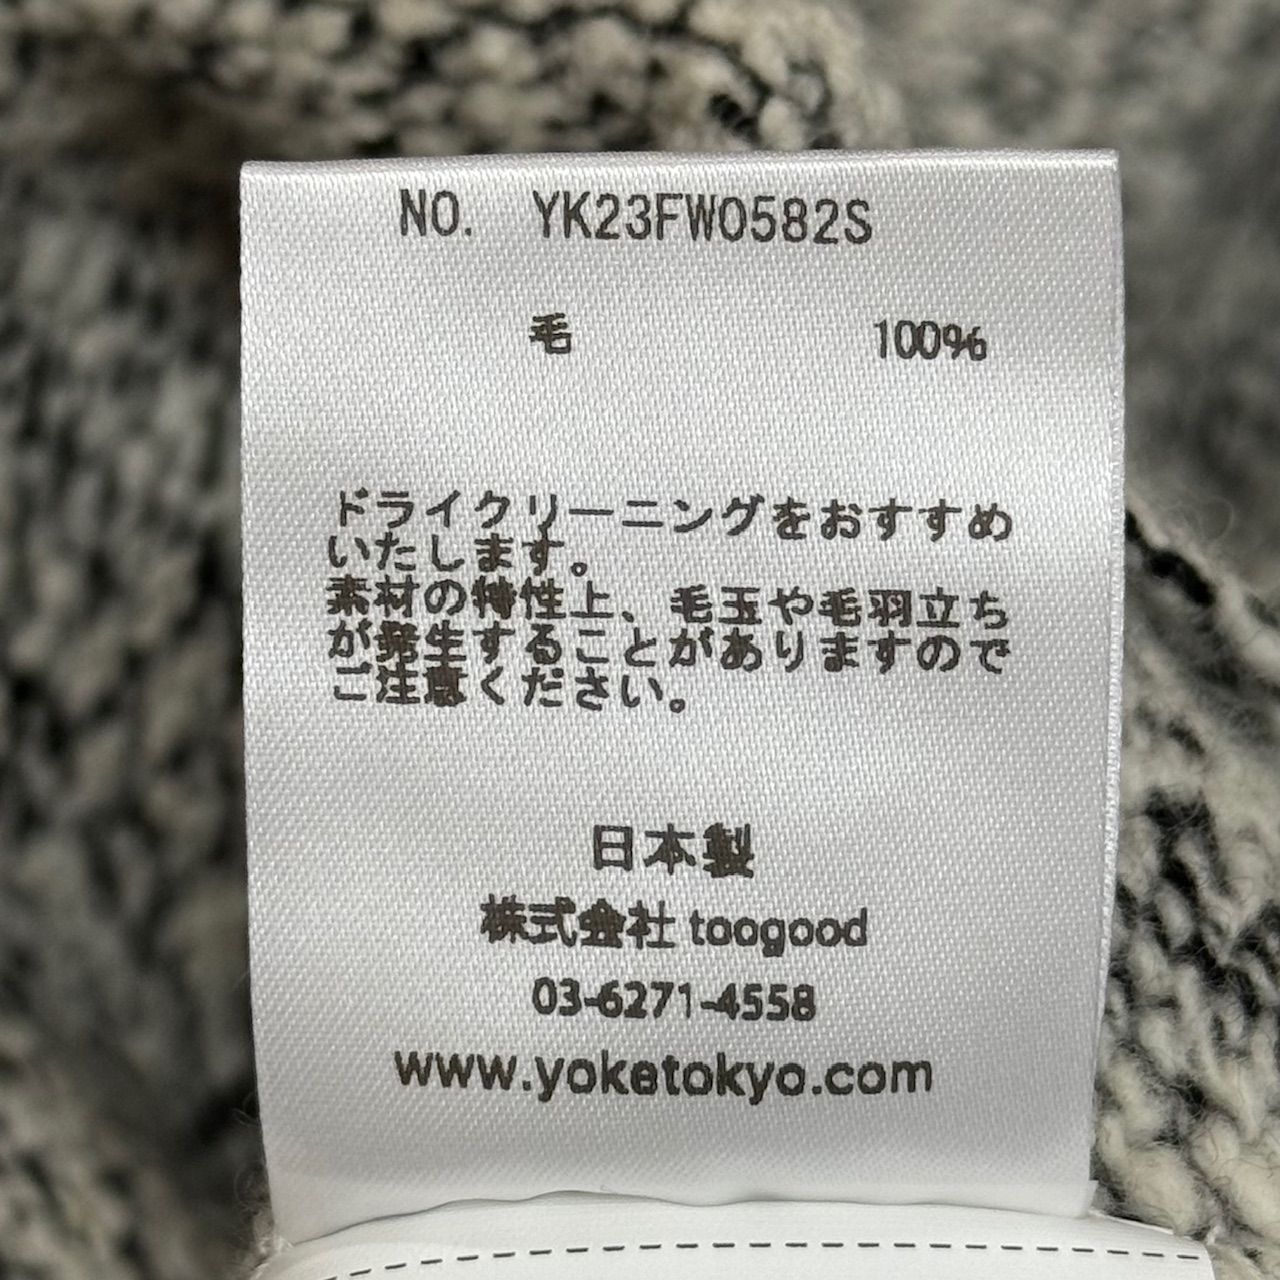 NO. YK23FW0582S
毛 100%
ドライクリーニングをおすすめ
いたします。
素材の特性上、毛玉や毛羽立ち
が発生することがありますので
ご注意ください。
日本製
株式会社 toogood
03-6271-4558
www.yoketokyo.com